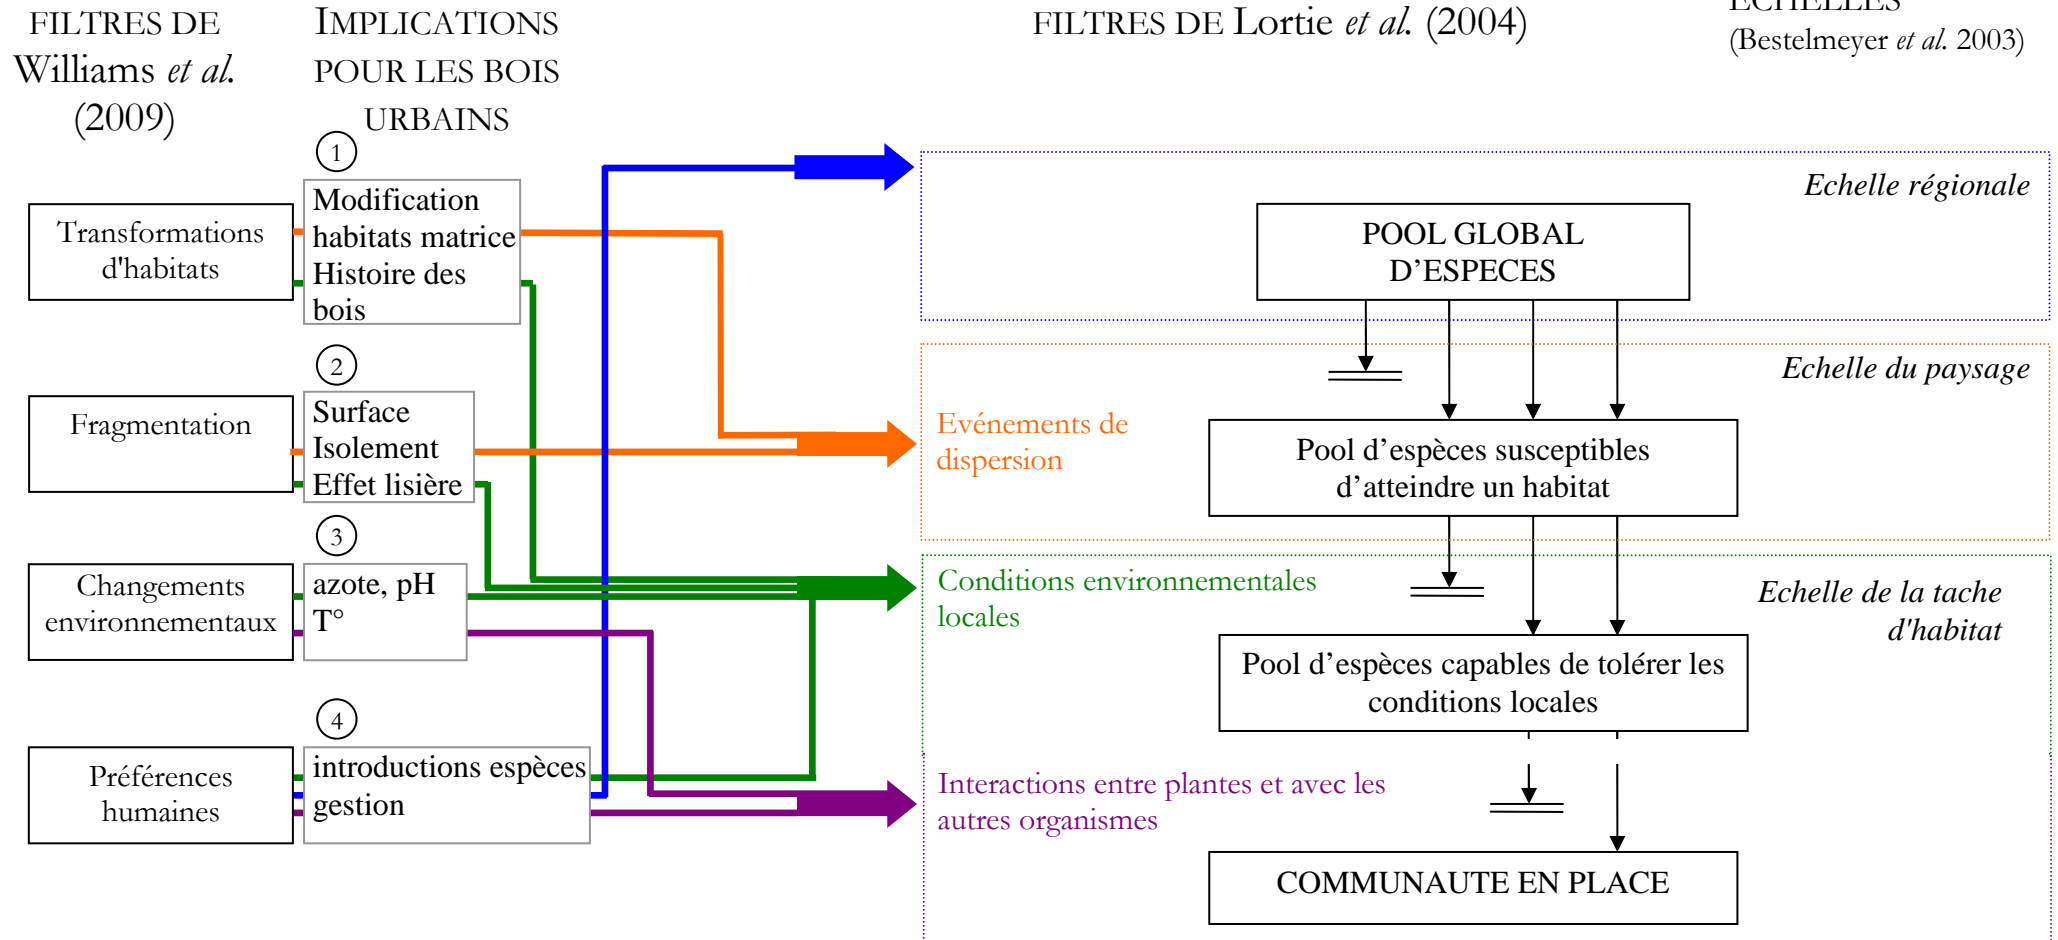 FILTRES DE
Williams et al.
(2009)
IMPLICATIONS
POUR LES BOIS
URBAINS
FILTRES DE Lortie et al. (2004)
ECHELLES
(Bestelmeyer et al. 2003)
1
Transformations
d'habitats
Modification
habitats matrice
Histoire des
bois
2
Fragmentation
Surface
Isolement
Effet lisière
3
Changements
environnementaux
azote, pH
T°
4
Préférences
humaines
introductions espèces
gestion
Echelle régionale
POOL GLOBAL
D’ESPECES
Echelle du paysage
Evénements de
dispersion
Pool d’espèces susceptibles
d’atteindre un habitat
Conditions environnementales
locales
Echelle de la tache
d'habitat
Pool d’espèces capables de tolérer les
conditions locales
Interactions entre plantes et avec les
autres organismes
COMMUNAUTE EN PLACE